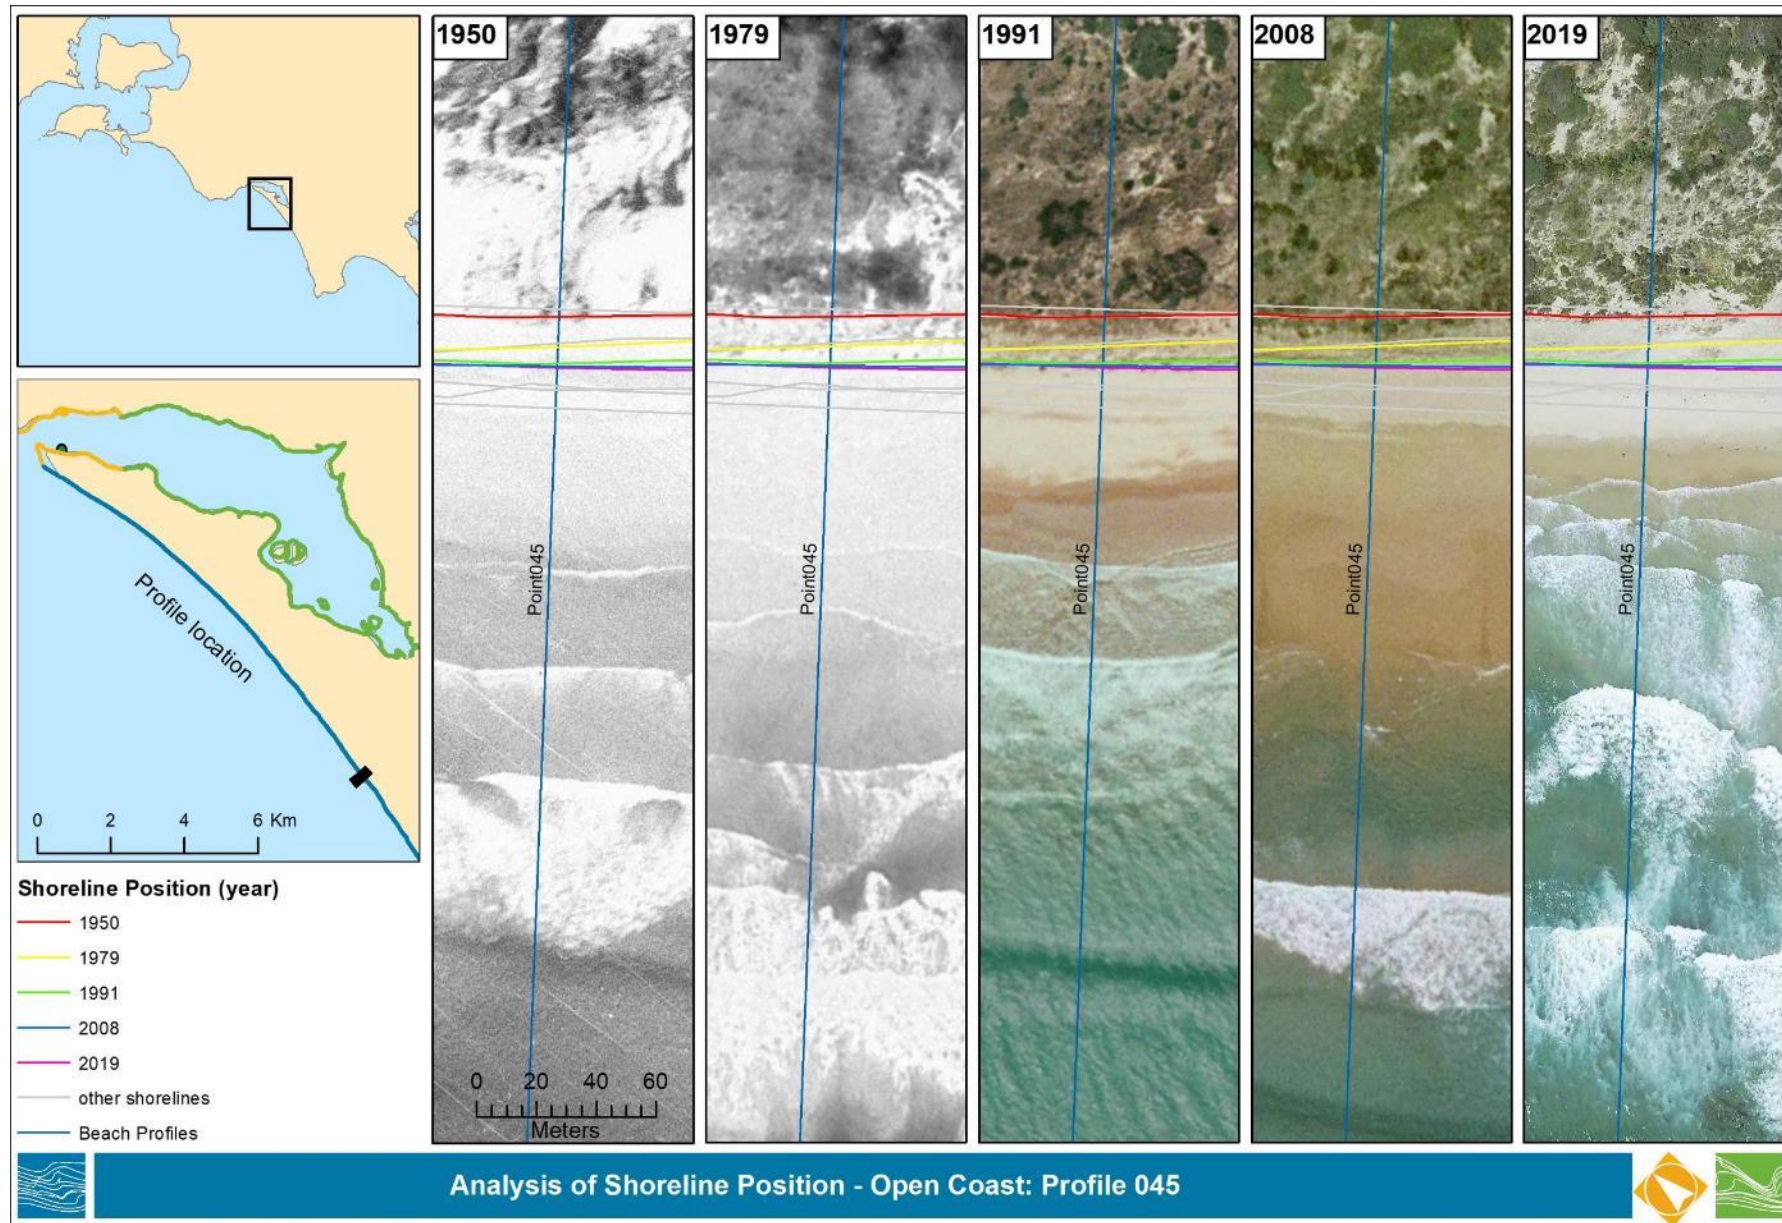 1950
1979
1991
2008
2019
Point045
Point045
Point045
Point045
Point045
Profile location
0 2 4 6 Km
Shoreline Position (year)
1950
1979
1991
2008
2019
other shorelines
Beach Profiles
0 20 40 60
Meters
Analysis of Shoreline Position - Open Coast: Profile 045